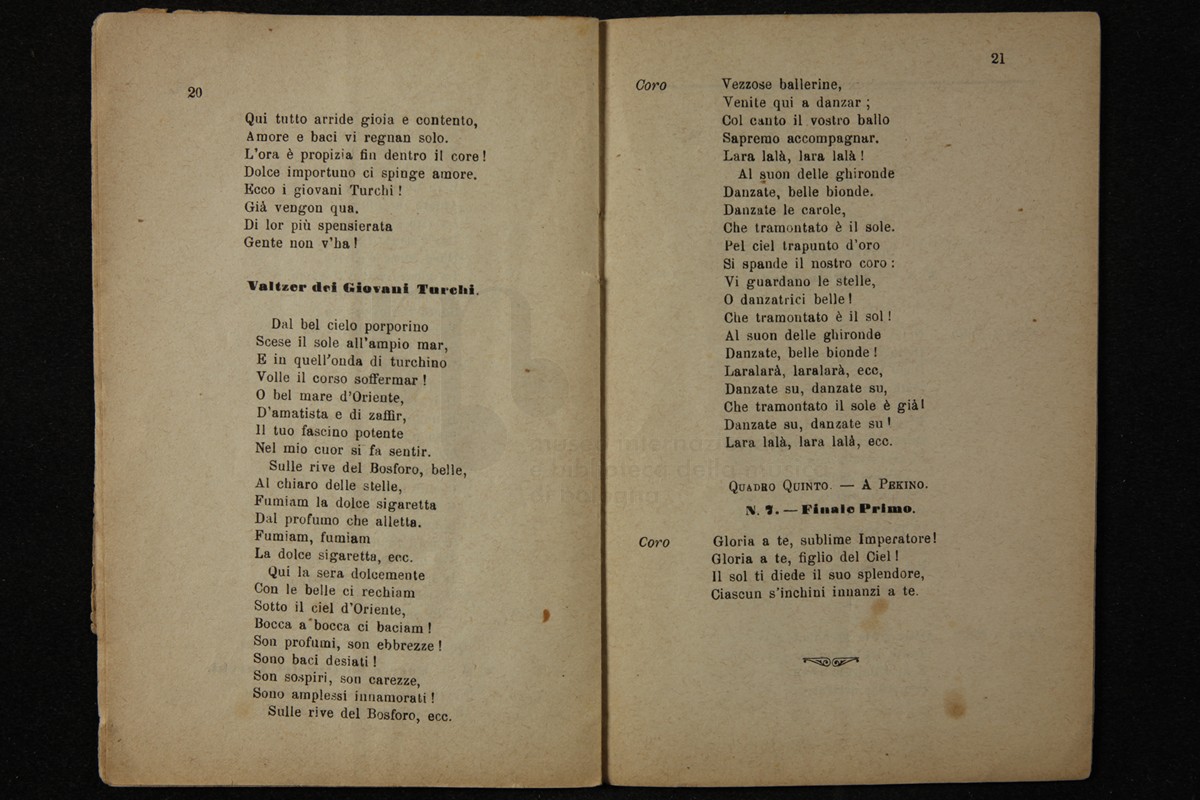 20
Qui tutto arride gioia e contento,
Amore e baci vi regnan solo.
L'ora è propizia fin dentro il core!
Dolce importuno ci spinge amore.
Ecco i giovani Turchi!
Già vengon qua.
Di lor più spensierata
Gente non v'ha!
Valtzer dei Giovani Turchi.
Dal bel cielo porporino
Scese il sole all'ampio mar,
E in quell'onda di turchino
Volle il corso soffermar!
O bel mare d'Oriente,
D'amatista e di zaffir,
Il tuo fascino potente
Nel mio cuor si fa sentir.
Sulle rive del Bosforo, belle,
Al chiaro delle stelle,
Fumiam la dolce sigaretta
Dal profumo che alletta.
Fumiam, fumiam
La dolce sigaretta, ecc.
Qui la sera dolcemente
Con le belle ci rechiam
Sotto il ciel d'Oriente,
Bocca a bocca ci baciam!
Son profumi, son ebbrezze!
Sono baci desiati!
Son sospiri, son carezze,
Sono amplessi innamorati!
Sulle rive del Bosforo, ecc.
21
Coro Vezzose ballerine,
Venite qui a danzar;
Col canto il vostro ballo
Sapremo accompagnar.
Lara lalà, lara lalà!
Al suon delle ghironde
Danzate, belle bionde.
Danzate le carole,
Che tramontato è il sole.
Pel ciel trapunto d'oro
Si spande il nostro coro:
Vi guardano le stelle,
O danzatrici belle!
Che tramontato è il sol!
Al suon delle ghironde
Danzate, belle bionde!
Laralarà, laralarà, ecc,
Danzate su, danzate su,
Che tramontato il sole è già!
Danzate su, danzate su!
Lara lalà, lara lalà, ecc.
QUADRO QUINTO. — A PEKINO.
N. 7. — Finale Primo.
Coro Gloria a te, sublime Imperatore!
Gloria a te, figlio del Ciel!
Il sol ti diede il suo splendore,
Ciascun s'inchini innanzi a te.
museo internazi
e biblioteca della musica
di bologna